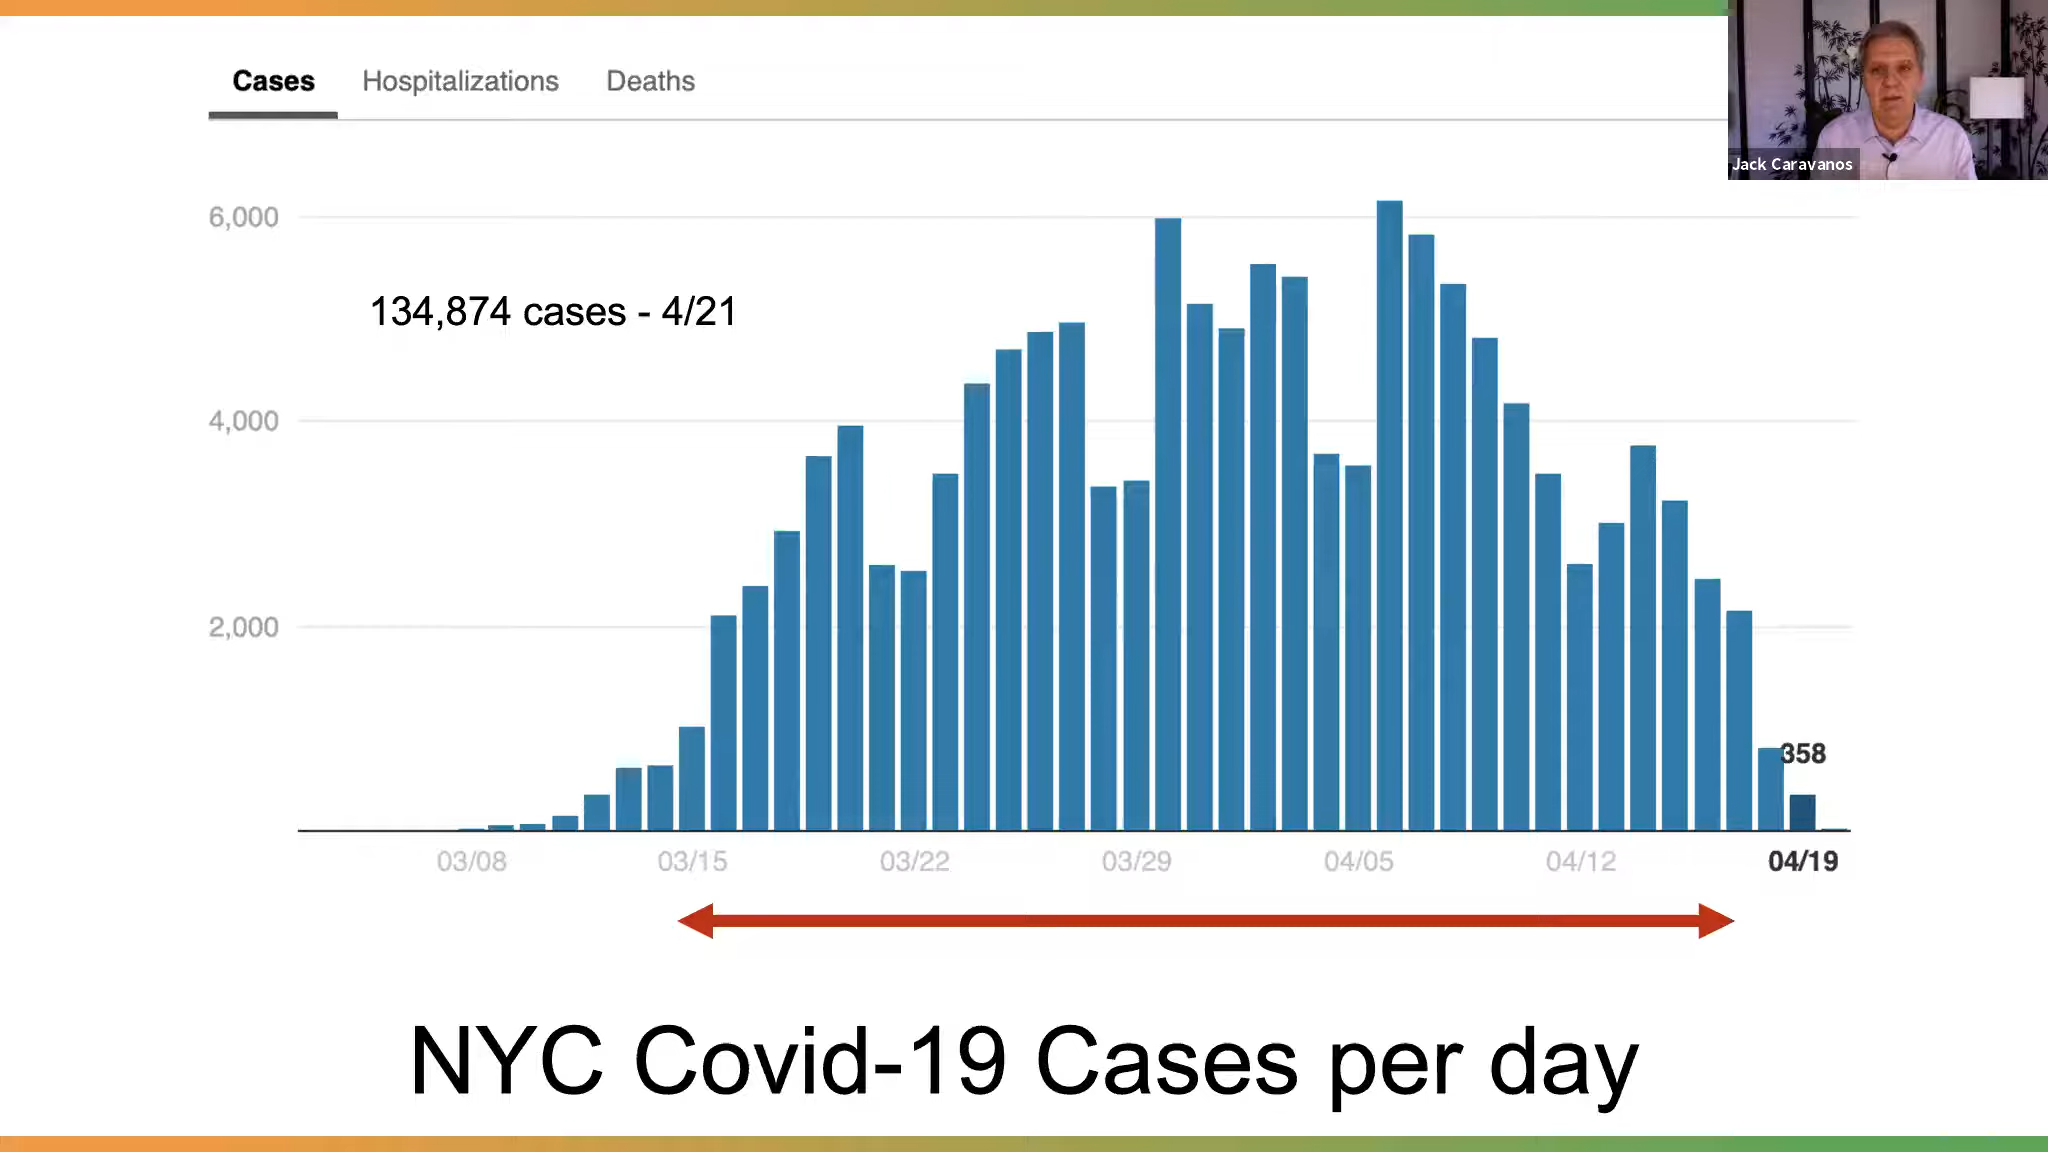 Cases Hospitalizations Deaths
Jack Caravanos
6,000
134,874 cases - 4/21
4,000
2,000
358
03/08 03/15 03/22 03/29 04/05 04/12 04/19
NYC Covid-19 Cases per day